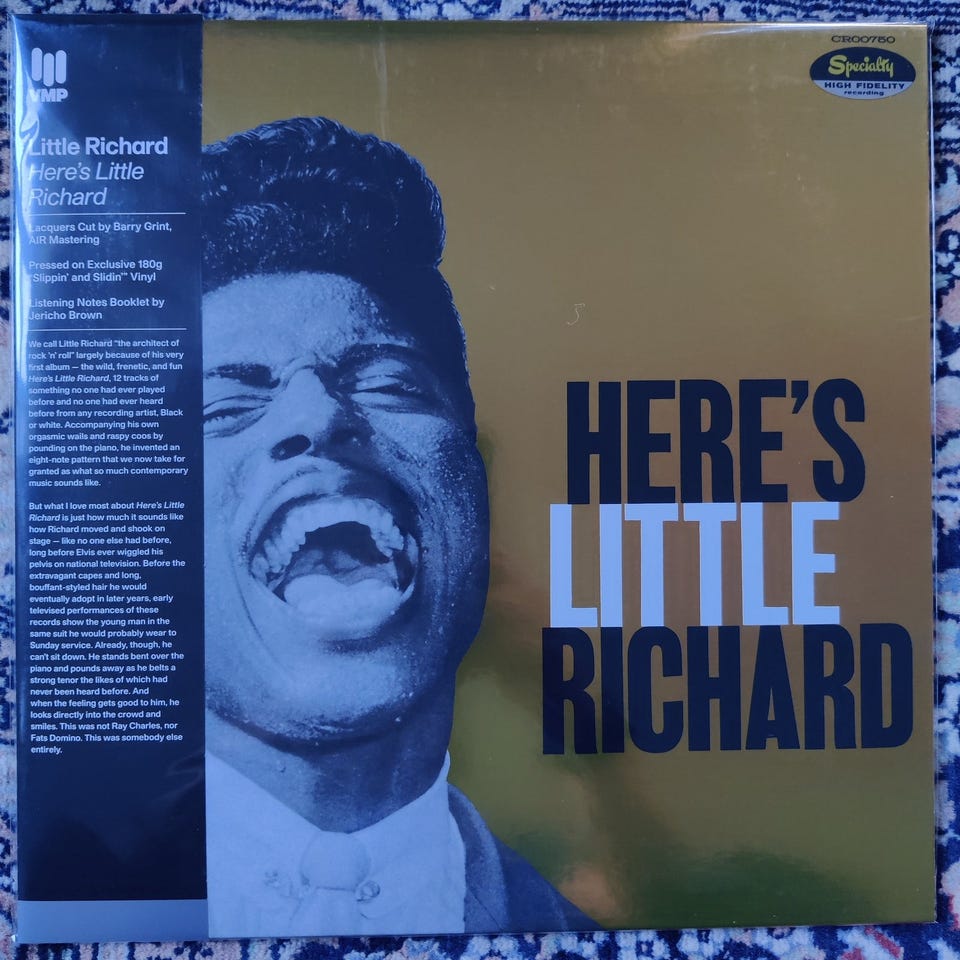 VMP
Little Richard
Here's Little
Richard
Lacquers Cut by Barry Grint,
AIR Mastering
Pressed on Exclusive 180g
"Slippin' and Slidin'" Vinyl
Listening Notes Booklet by
Jericho Brown
We call Little Richard "the architect of
rock 'n' roll" largely because of his very
first album — the wild, frenetic, and fun
Here's Little Richard, 12 tracks of
something no one had ever played
before and no one had ever heard
before from any recording artist, Black
or white. Accompanying his own
orgasmic wails and raspy coos by
pounding on the piano, he invented an
eight-note pattern that we now take for
granted as what so much contemporary
music sounds like.
But what I love most about Here's Little
Richard is just how much it sounds like
how Richard moved and shook on
stage — like no one else had before,
long before Elvis ever wiggled his
pelvis on national television. Before the
extravagant capes and long,
bouffant-styled hair he would
eventually adopt in later years, early
televised performances of these
records show the young man in the
same suit he would probably wear to
Sunday service. Already, though, he
can't sit down. He stands bent over the
piano and pounds away as he belts a
strong tenor the likes of which had
never been heard before. And
when the feeling gets good to him, he
looks directly into the crowd and
smiles. This was not Ray Charles, nor
Fats Domino. This was somebody else
entirely.
CR00750
Specialty
HIGH FIDELITY
recording
HERE'S
LITTLE
RICHARD